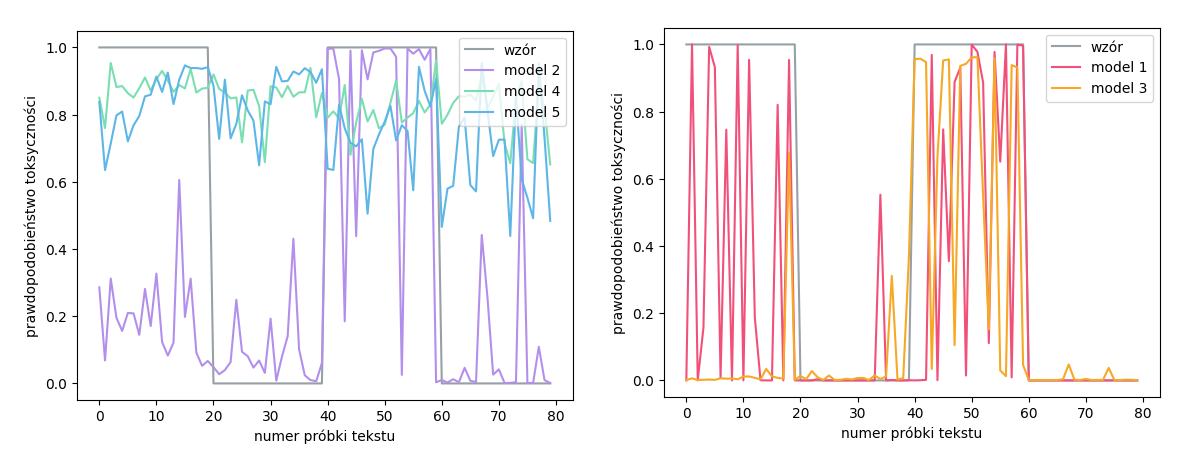 prawdopodobieństwo toksyczności
1.0
0.8
0.6
0.4
0.2
0.0
0 10 20 30 40 50 60 70 80
numer próbki tekstu
wzór
model 2
model 4
model 5
prawdopodobieństwo toksyczności
1.0
0.8
0.6
0.4
0.2
0.0
0 10 20 30 40 50 60 70 80
numer próbki tekstu
wzór
model 1
model 3